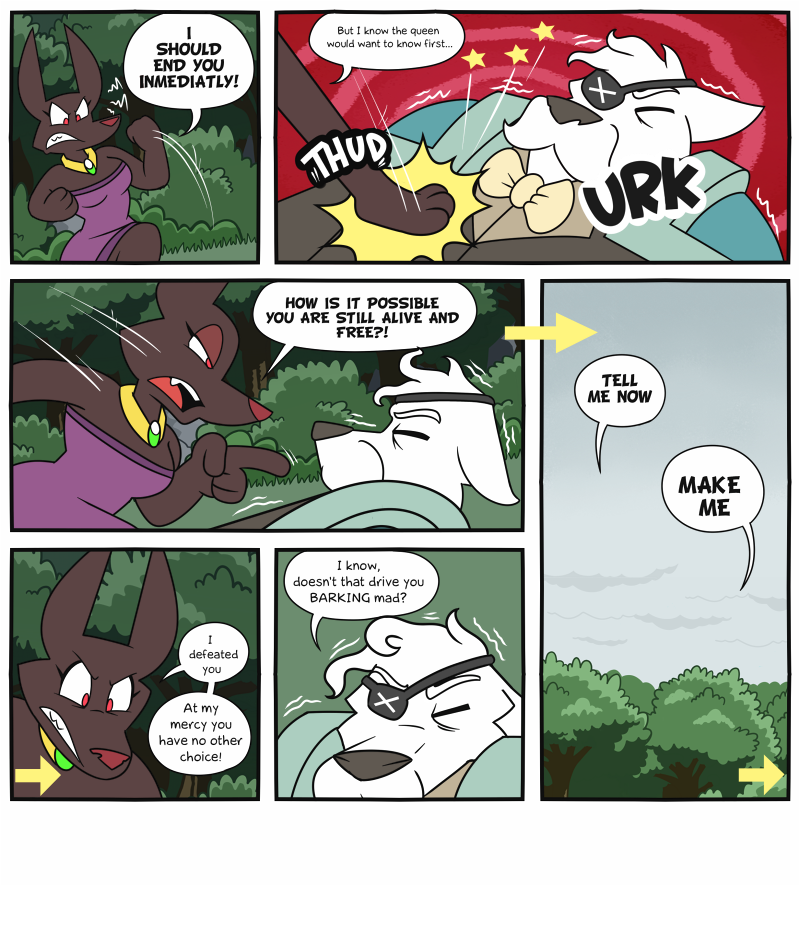 I
SHOULD
END YOU
INMEDIATLY!
But I know the queen
would want to know first...
THUD
URK
HOW IS IT POSSIBLE
YOU ARE STILL ALIVE AND
FREE?!
TELL
ME NOW
MAKE
ME
I
defeated
you
At my
mercy you
have no other
choice!
I know,
doesn't that drive you
BARKING mad?